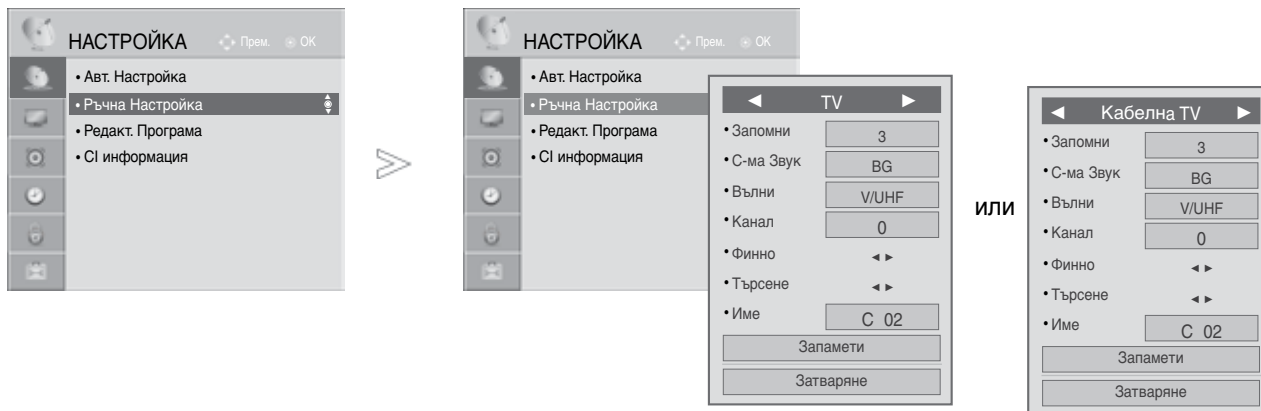 НАСТРОЙКА Прем. OK
• Авт. Настройка
• Ръчна Настройка
• Редакт. Програма
• CI информация
НАСТРОЙКА Прем. OK
• Авт. Настройка
• Ръчна Настройка
• Редакт. Програма
• CI информация
◄ TV ►
• Запомни 3
• С-ма Звук BG
• Вълни V/UHF
• Канал 0
• Финно ◄ ►
• Търсене ◄ ►
• Име C 02
Запамети
Затваряне
или
◄ Кабелна TV ►
• Запомни 3
• С-ма Звук BG
• Вълни V/UHF
• Канал 0
• Финно ◄ ►
• Търсене ◄ ►
• Име C 02
Запамети
Затваряне